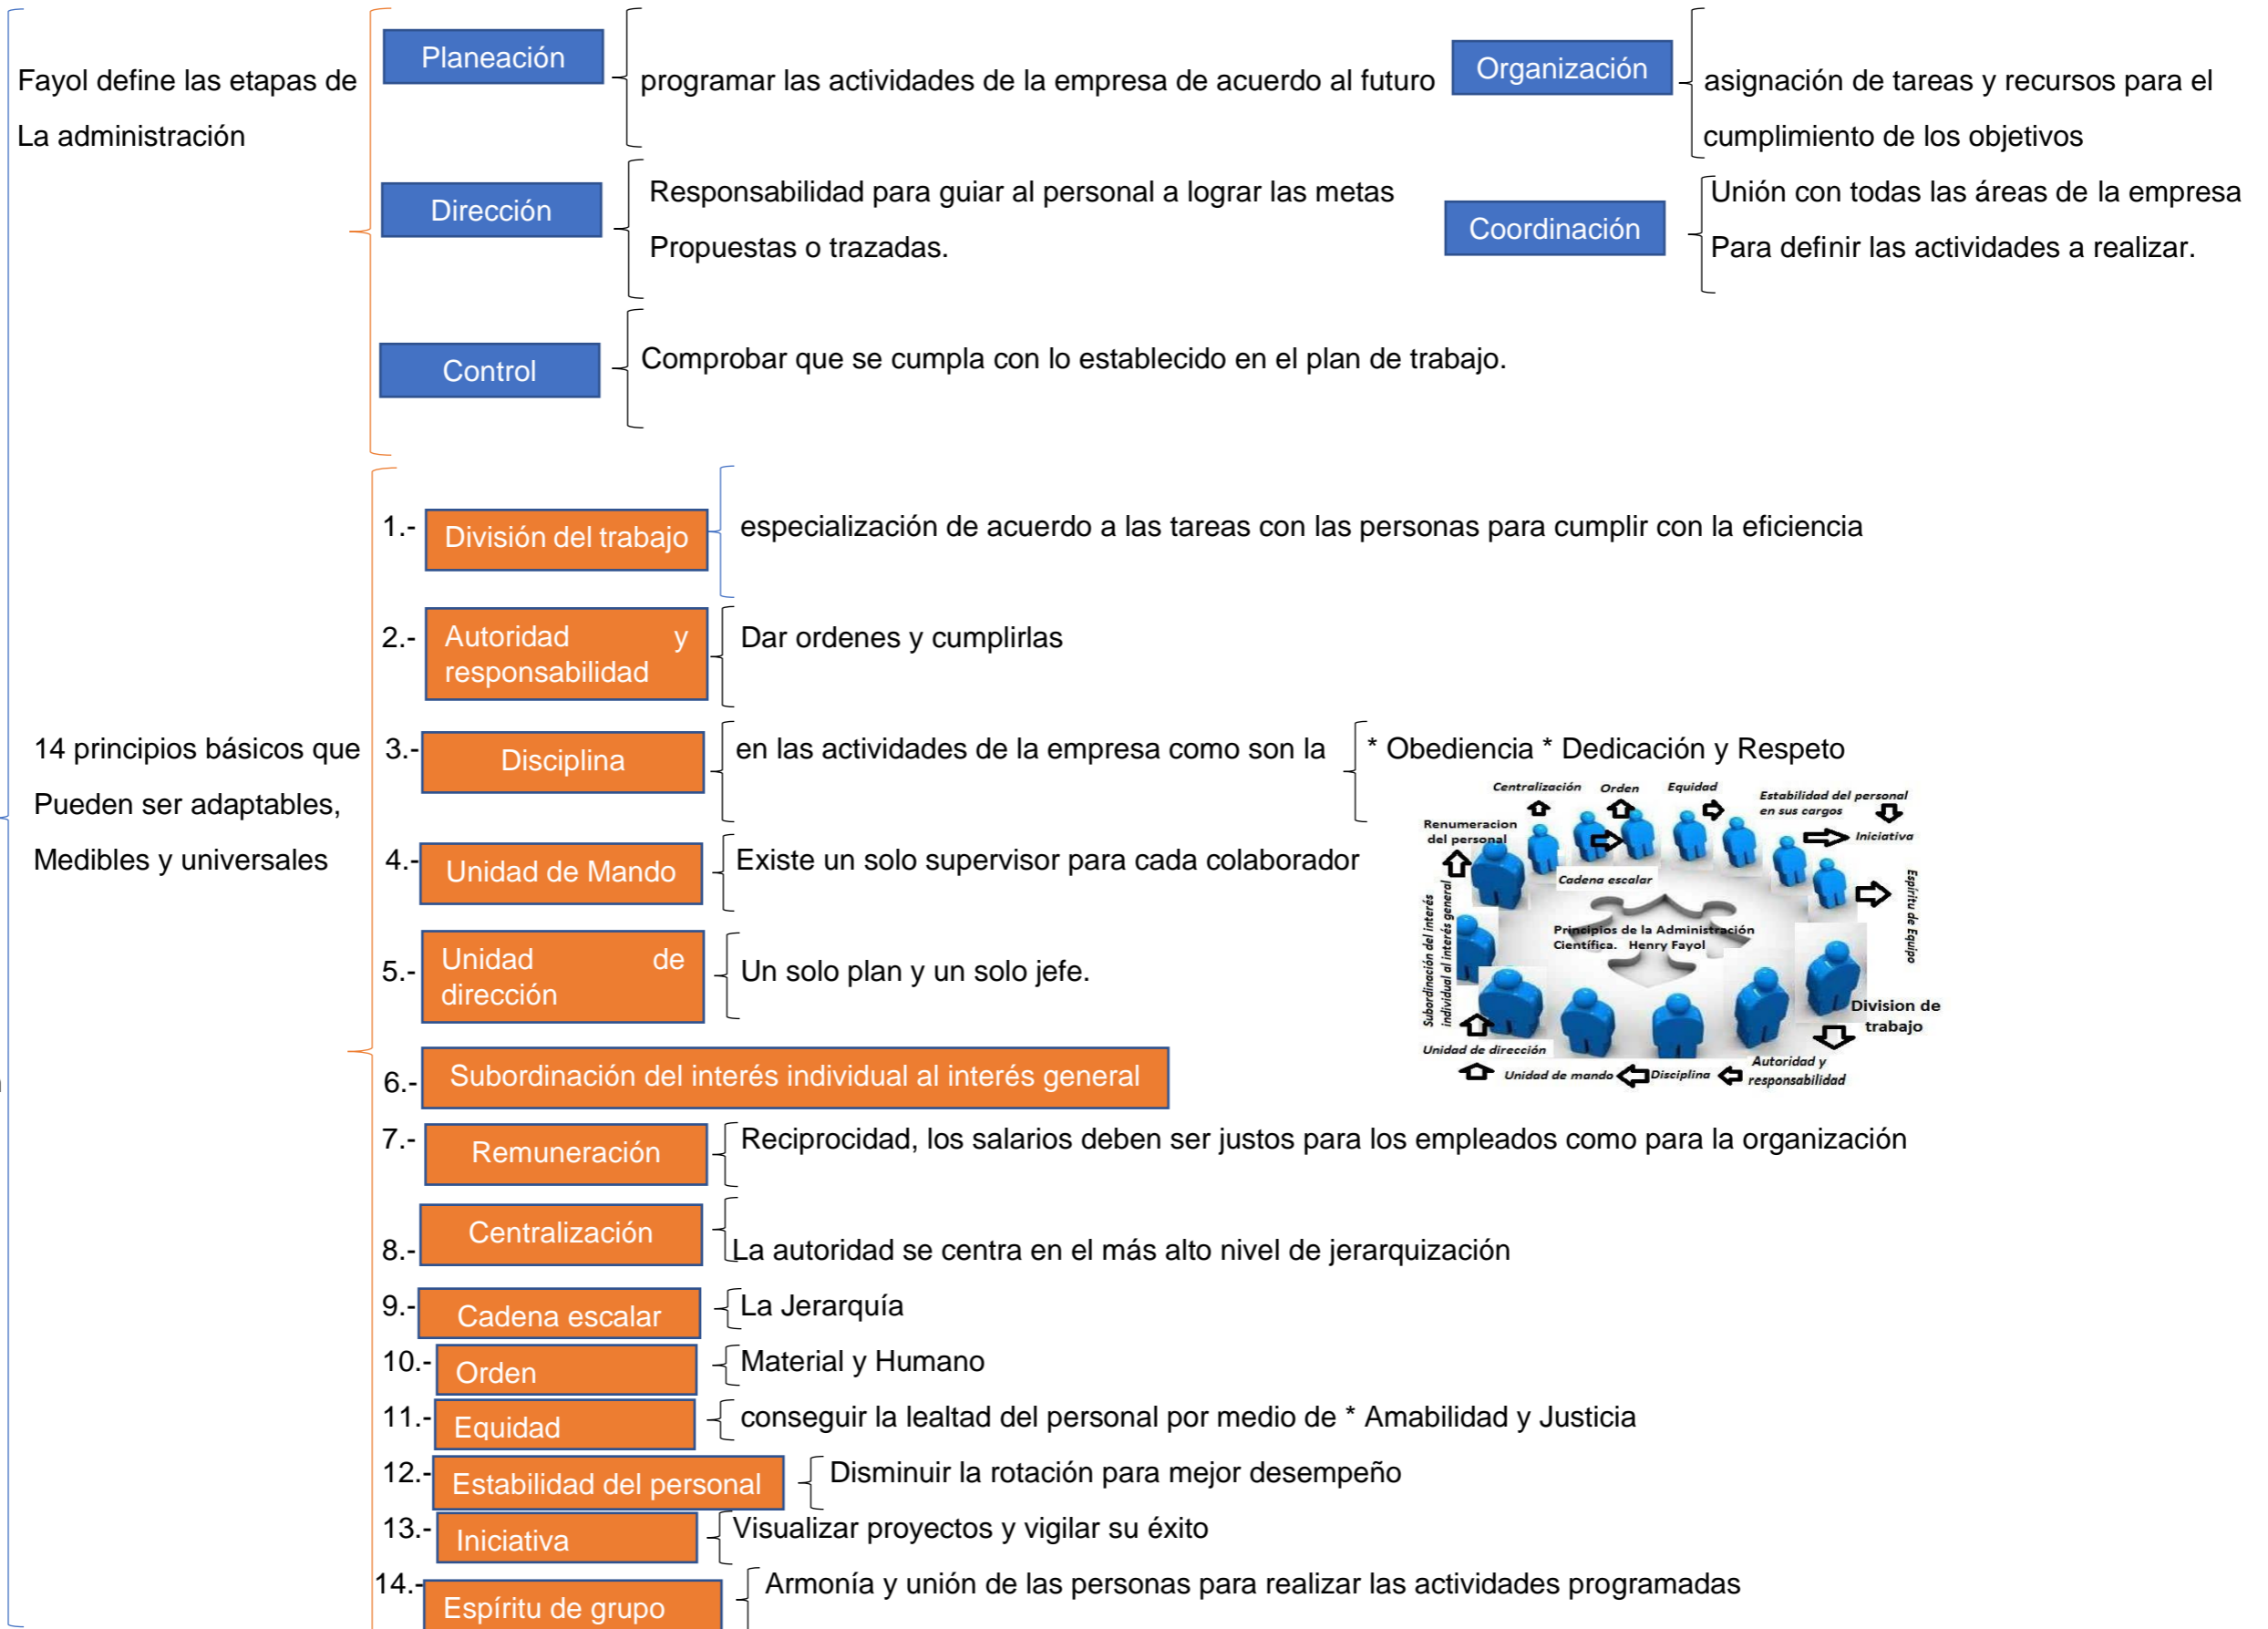 Fayol define las etapas de
La administración
Planeación
programar las actividades de la empresa de acuerdo al futuro
Organización
asignación de tareas y recursos para el
cumplimiento de los objetivos
Dirección
Responsabilidad para guiar al personal a lograr las metas
Propuestas o trazadas.
Coordinación
Unión con todas las áreas de la empresa
Para definir las actividades a realizar.
Control
Comprobar que se cumpla con lo establecido en el plan de trabajo.
14 principios básicos que
Pueden ser adaptables,
Medibles y universales
1.- División del trabajo
especialización de acuerdo a las tareas con las personas para cumplir con la eficiencia
2.- Autoridad y
responsabilidad
Dar ordenes y cumplirlas
3.- Disciplina
en las actividades de la empresa como son la
* Obediencia * Dedicación y Respeto
4.- Unidad de Mando
Existe un solo supervisor para cada colaborador
5.- Unidad de
dirección
Un solo plan y un solo jefe.
6.- Subordinación del interés individual al interés general
7.- Remuneración
Reciprocidad, los salarios deben ser justos para los empleados como para la organización
8.- Centralización
La autoridad se centra en el más alto nivel de jerarquización
9.- Cadena escalar
La Jerarquía
10.- Orden
Material y Humano
11.- Equidad
conseguir la lealtad del personal por medio de * Amabilidad y Justicia
12.- Estabilidad del personal
Disminuir la rotación para mejor desempeño
13.- Iniciativa
Visualizar proyectos y vigilar su éxito
14.- Espíritu de grupo
Armonía y unión de las personas para realizar las actividades programadas
Centralización
Orden
Equidad
Estabilidad del personal
en sus cargos
Iniciativa
Renumeracion
del personal
Cadena escalar
Espíritu de Equipo
Subordinación del interés
individual al interés general
Principios de la Administración
Científica. Henry Fayol
Division de
trabajo
Unidad de dirección
Unidad de mando
Disciplina
Autoridad y
responsabilidad